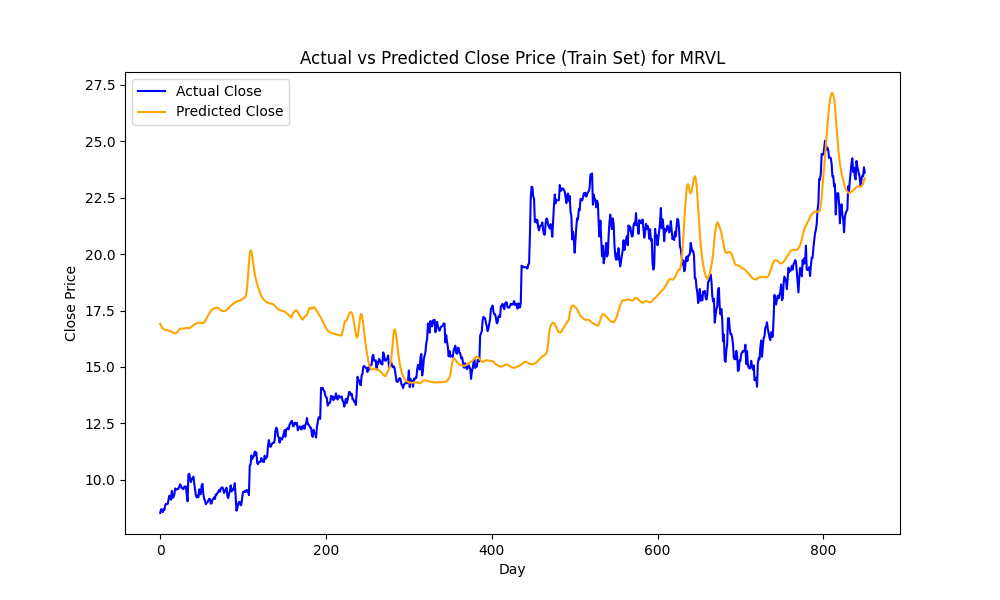 Actual vs Predicted Close Price (Train Set) for MRVL
Actual Close
Predicted Close
Close Price
27.5
25.0
22.5
20.0
17.5
15.0
12.5
10.0
0
200
400
600
800
Day